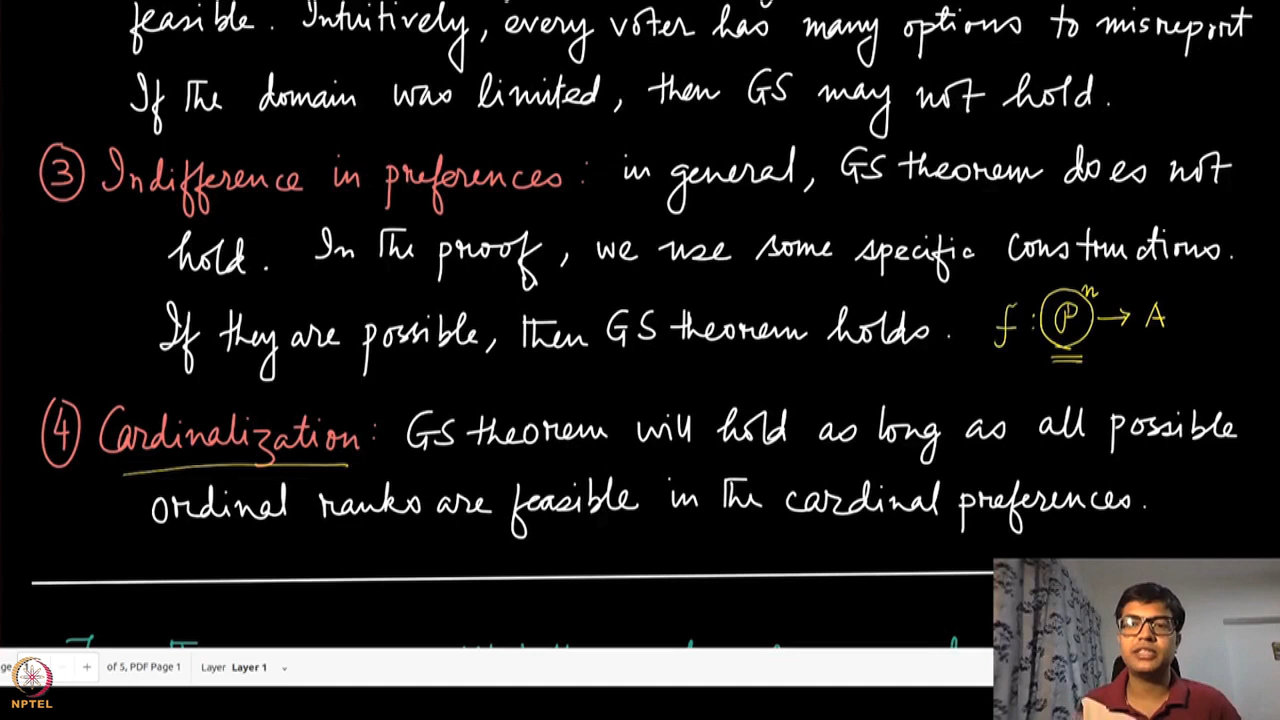 feasible. Intuitively, every voter has many options to misreport
If the domain was limited, then GS may not hold.
③ Indifference in preferences: in general, GS theorem does not
hold. In the proof, we use some specific constructions.
If they are possible, then GS theorem holds. f: P^n → A
④ Cardinalization: GS theorem will hold as long as all possible
ordinal ranks are feasible in the cardinal preferences.
of 5, PDF Page 1 Layer Layer 1
NPTEL